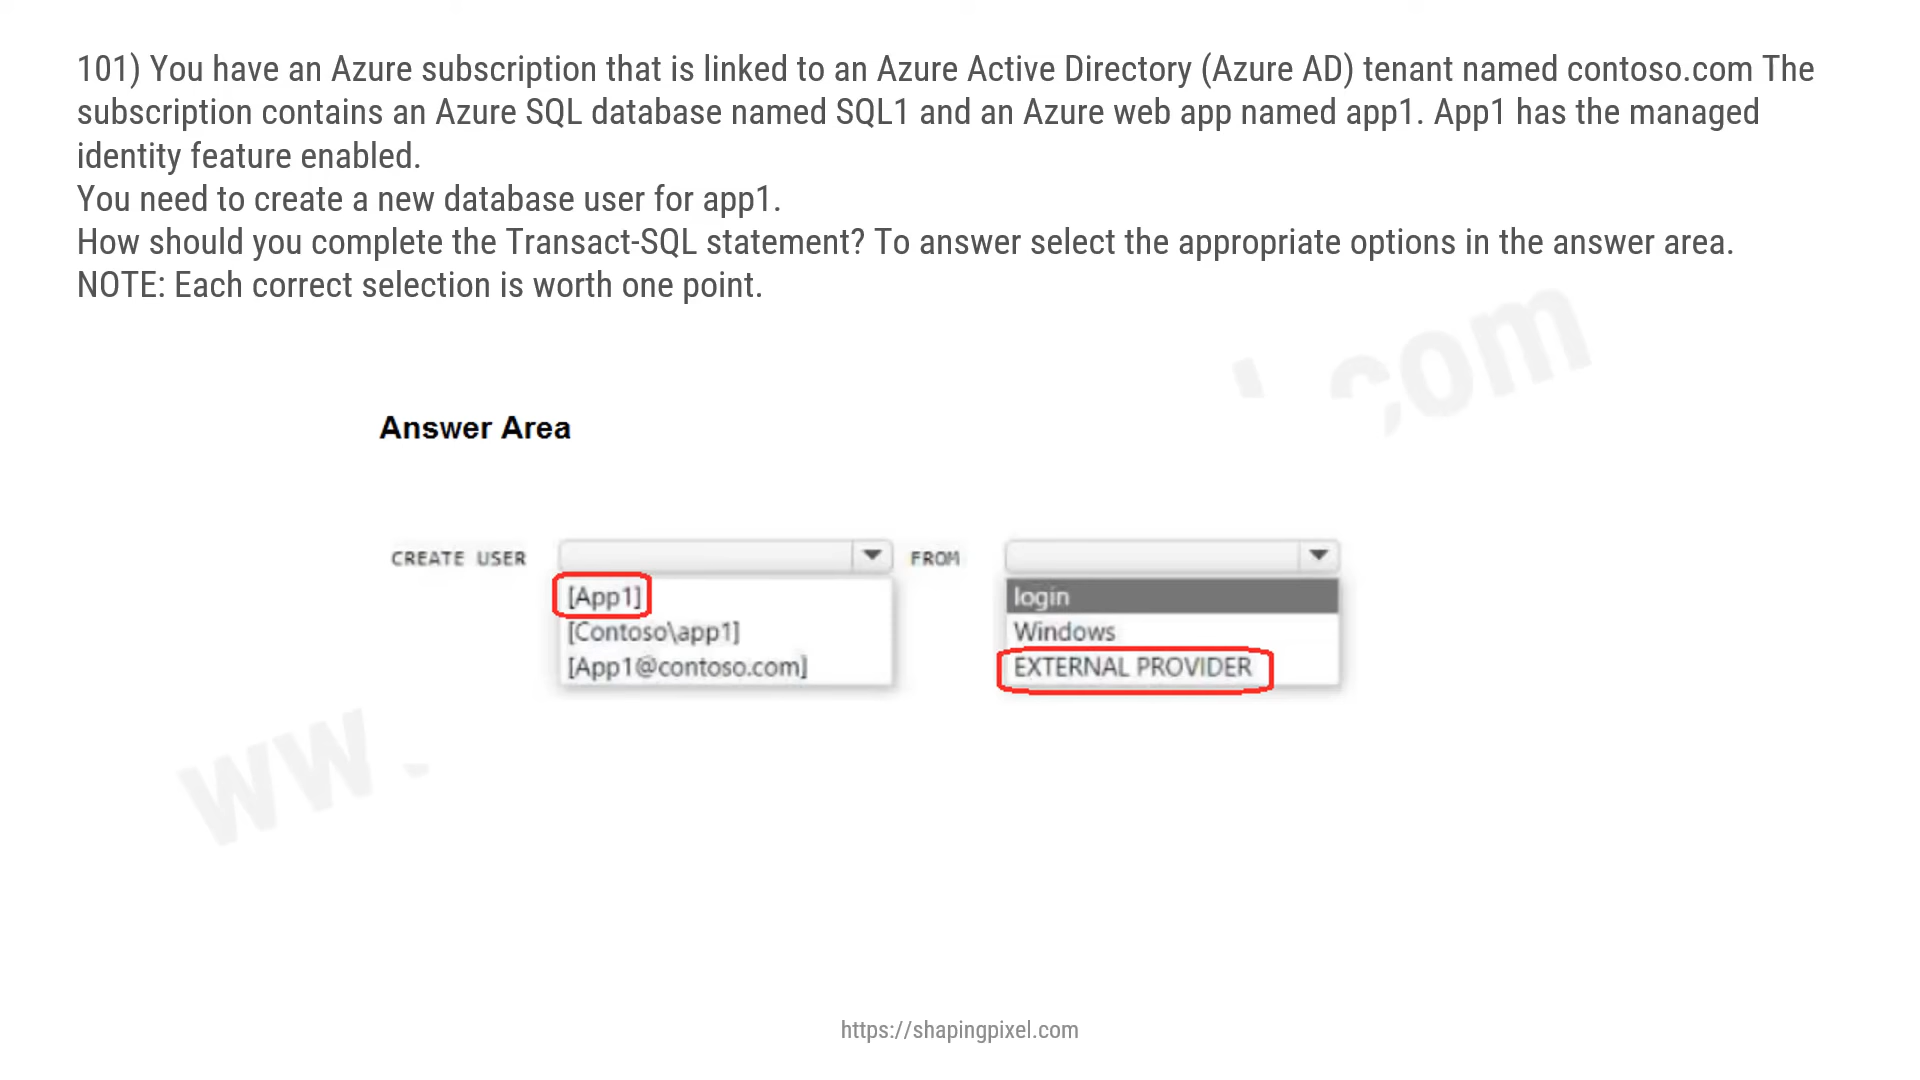 101) You have an Azure subscription that is linked to an Azure Active Directory (Azure AD) tenant named contoso.com The
subscription contains an Azure SQL database named SQL1 and an Azure web app named app1. App1 has the managed
identity feature enabled.
You need to create a new database user for app1.
How should you complete the Transact-SQL statement? To answer select the appropriate options in the answer area.
NOTE: Each correct selection is worth one point.
Answer Area
CREATE USER FROM
[App1] login
[Contoso\app1] Windows
[App1@contoso.com] EXTERNAL PROVIDER
https://shapingpixel.com